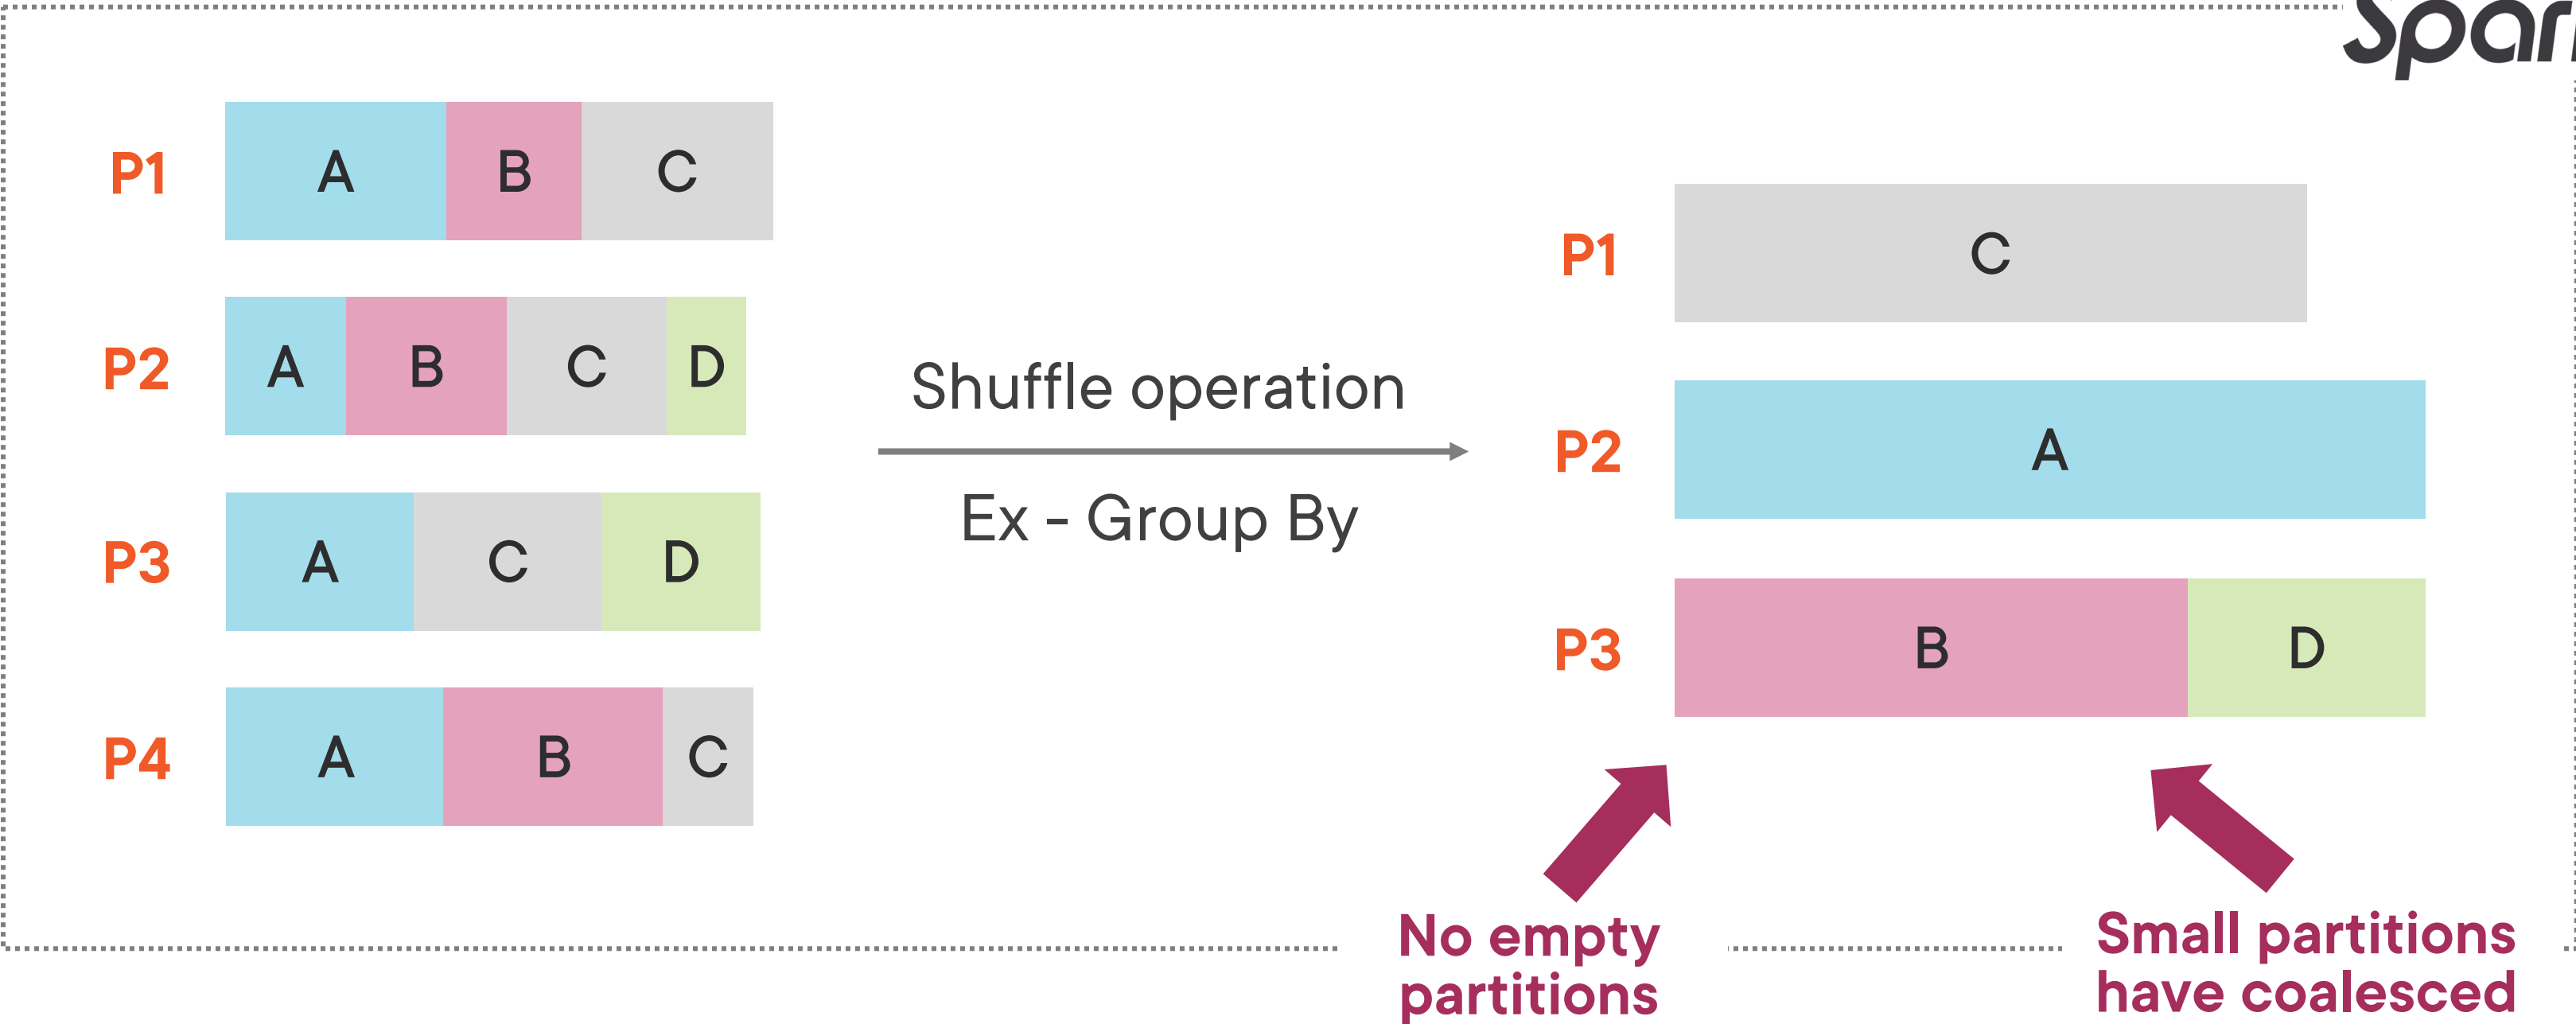 Spark
P1
A B C
P2
A B C D
P3
A C D
P4
A B C
Shuffle operation
Ex - Group By
P1
C
P2
A
P3
B D
No empty
partitions
Small partitions
have coalesced